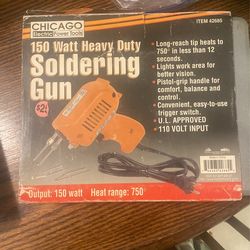 CHICAGO
Electric Power Tools
ITEM 42685
150 Watt Heavy Duty
Soldering
Gun
• Long-reach tip heats to
750° in less than 12
seconds.
• Lights work area for
better vision.
• Pistol-grip handle for
comfort, balance and
control.
• Convenient, easy-to-use
trigger switch.
• U.L. APPROVED
• 110 VOLT INPUT
Output: 150 watt Heat range: 750°